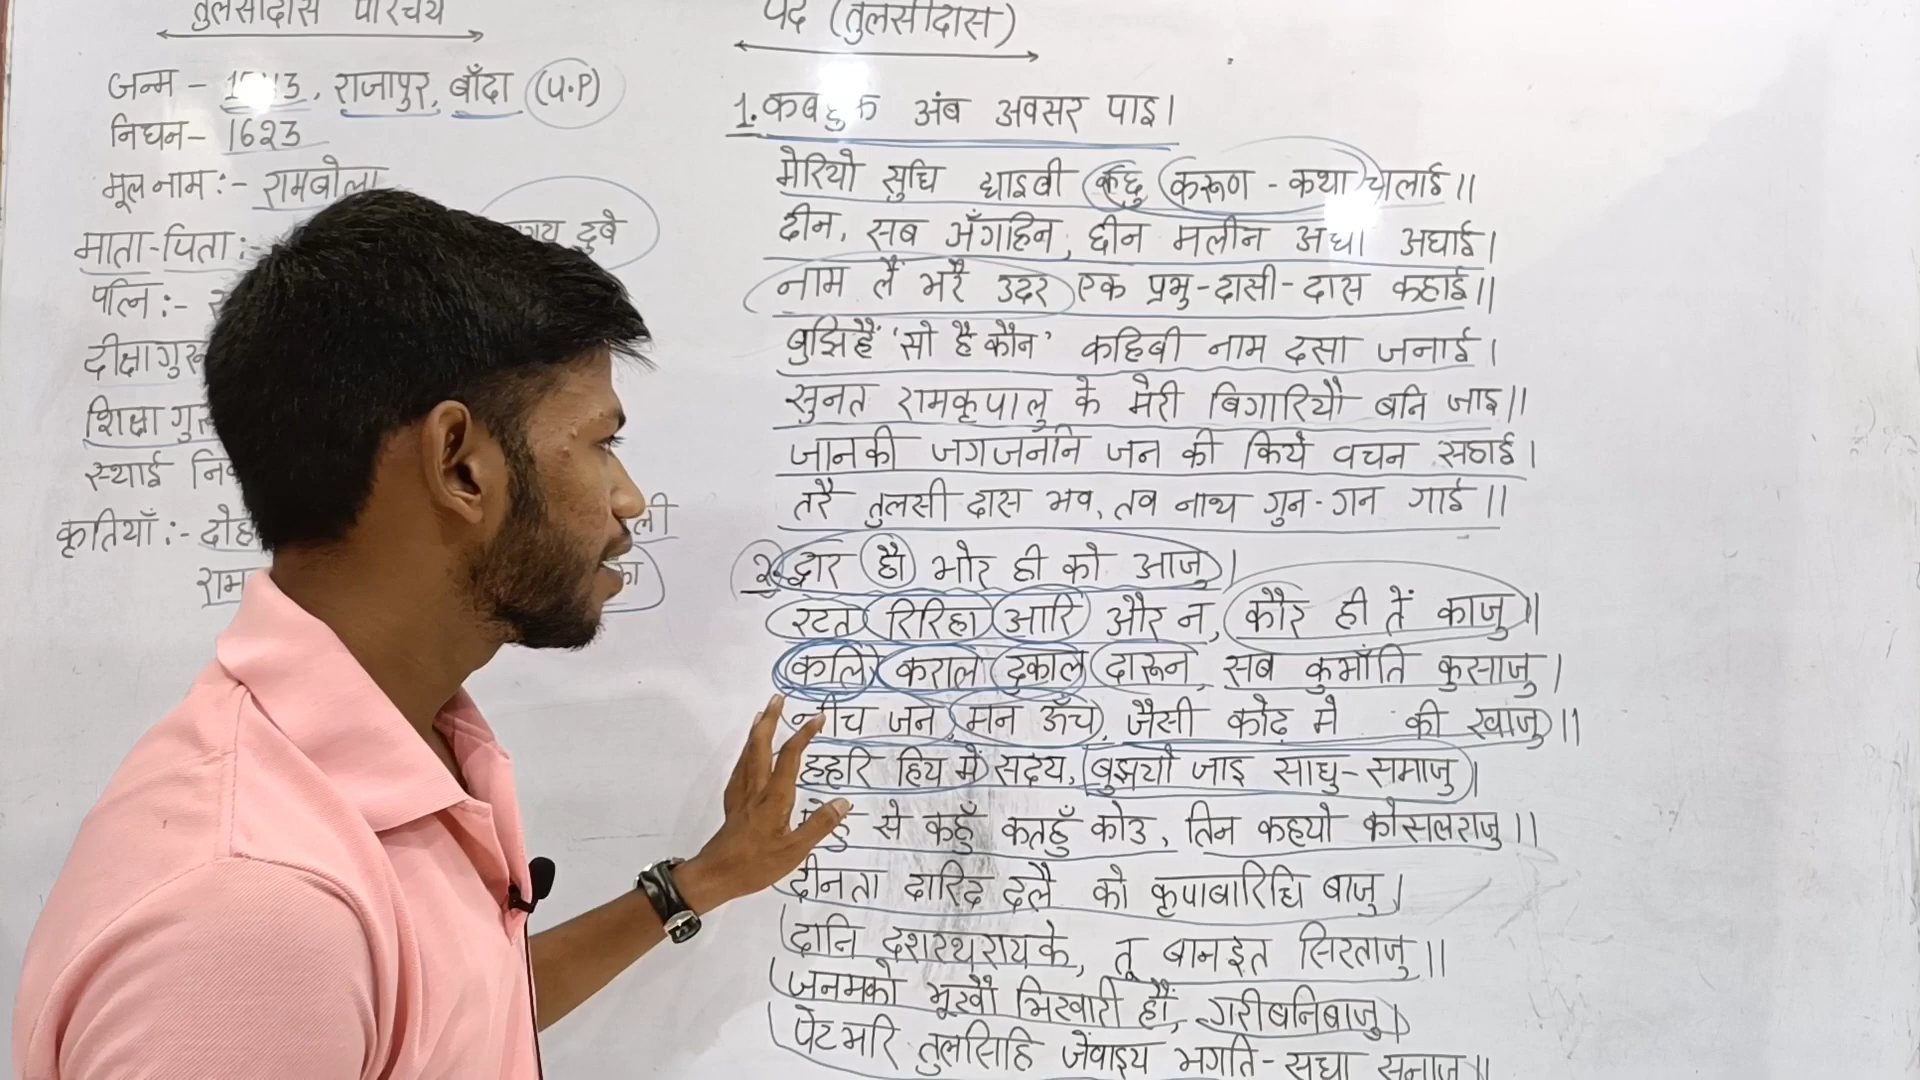 तुलसीदास परिचय
जन्म - , राजापुर, बाँदा (U.P)
निधन- 1623
मूल नाम:- रामबोला
माता-पिता:- दुबे
पत्नि:-
दीक्षागुरु
शिक्षा गुरु
स्थाई
कृतियाँ:-
राम
पद (तुलसीदास)
1. कबहुँक अंब अवसर पाइ।
मेरियो सुधि धाइबी कछु करूण-कथा चलाई॥
दीन, सब अँगहिन, छीन मलीन अघी अघाई।
नाम लै भरै उदर एक प्रभु-दासी-दास कहाई॥
बुझिहैं 'सो है कौन' कहिबी नाम दसा जनाई।
सुनत रामकृपालु के मेरी बिगारियौ बनि जाइ॥
जानकी जगजननि जन की किये वचन सहाई।
तरै तुलसी दास भव, तव नाथ गुन-गन गाई॥
2. द्वार हौ भोर ही को आजु।
रटत रिरिहा आरि और न, कौर ही तें काजु॥
कलि कराल दुकाल दारून, सब कुभाँति कुसाजु।
नीच जन, मन ऊँच, जैसी कोढ़ मे की खाजु॥
हहरि हिय में सदय, बुझयो जाइ साधु-समाजु।
से कहुँ कतहुँ कोउ, तिन कहयो कोसलराजु॥
दीनता दारिद दलै को कृपाबारिधि बाजु।
दानि दशरथरायके, तू बानइत सिरताजु॥
जनमको भूखौ भिखारी हौं, गरीबनिबाजु।
पेटभरि तुलसिहि जेंवाइय भगति-सुधा सुनाजु॥